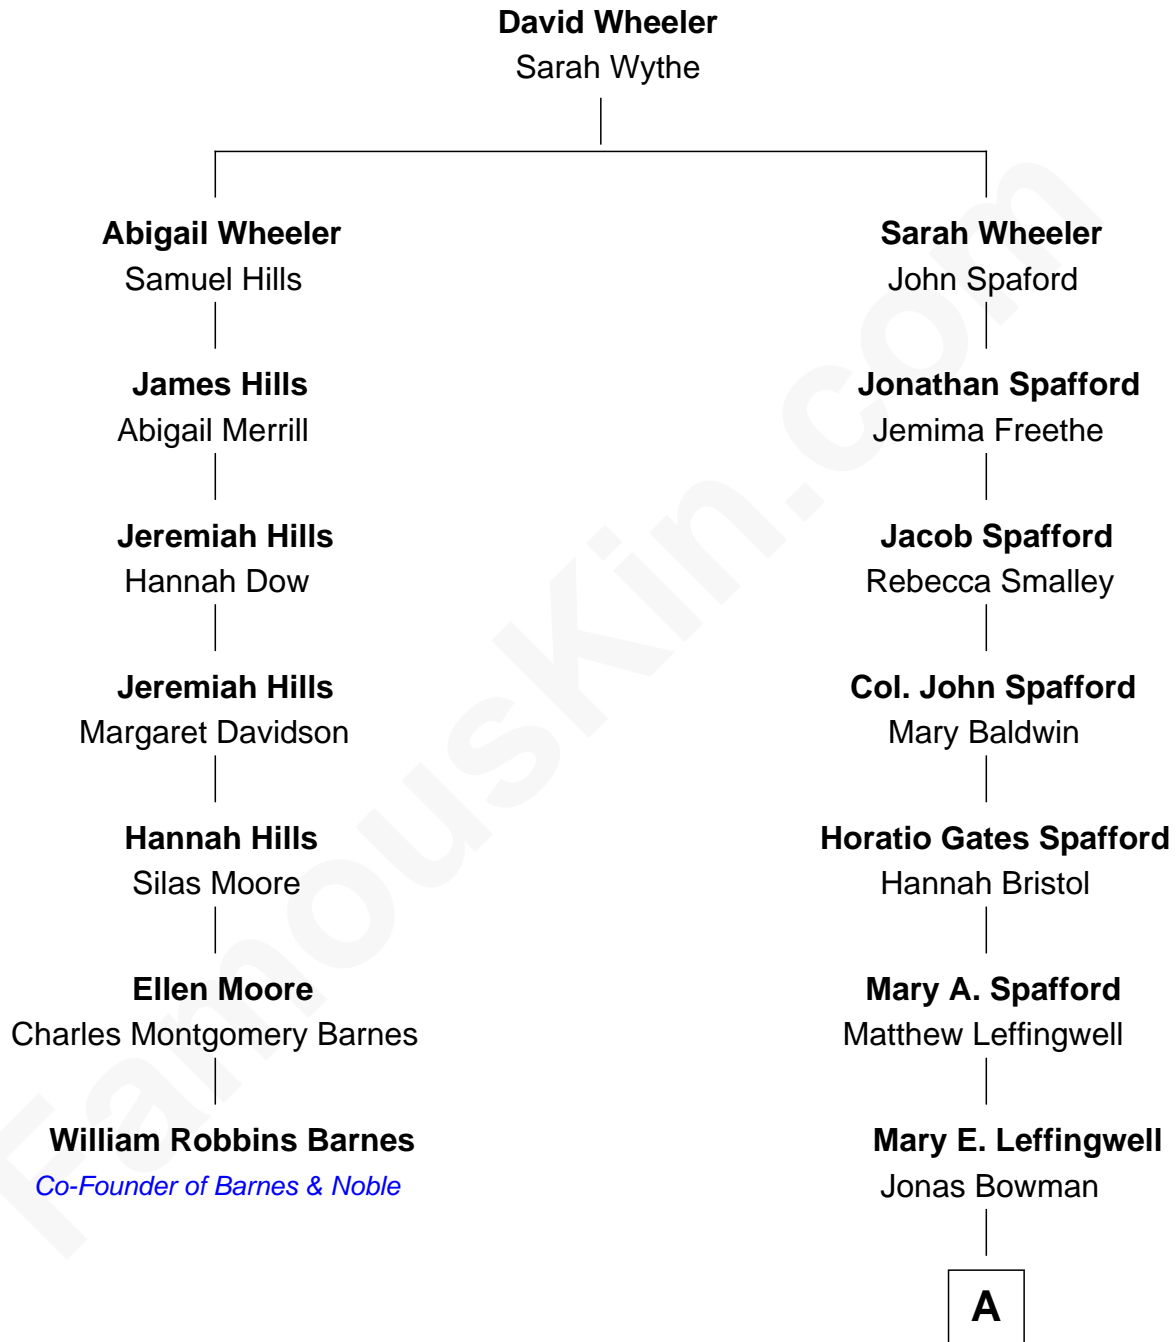 David Wheeler
Sarah Wythe
Abigail Wheeler
Samuel Hills
Sarah Wheeler
John Spaford
James Hills
Abigail Merrill
Jonathan Spafford
Jemima Freethe
Jeremiah Hills
Hannah Dow
Jacob Spafford
Rebecca Smalley
Jeremiah Hills
Margaret Davidson
Col. John Spafford
Mary Baldwin
Hannah Hills
Silas Moore
Horatio Gates Spafford
Hannah Bristol
Ellen Moore
Charles Montgomery Barnes
Mary A. Spafford
Matthew Leffingwell
William Robbins Barnes
Co-Founder of Barnes & Noble
Mary E. Leffingwell
Jonas Bowman
A
FamousKin.com